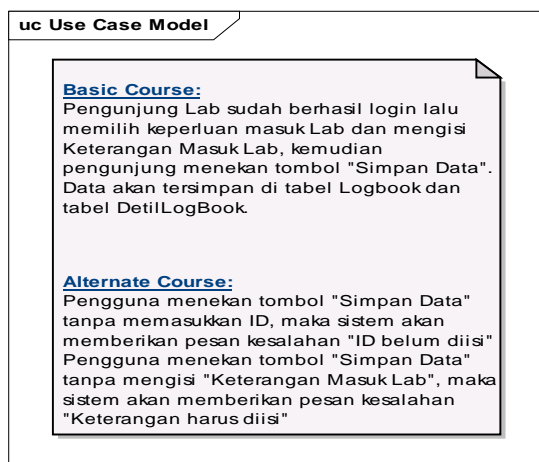 uc Use Case Model
Basic Course:
Pengunjung Lab sudah berhasil login lalu
memilih keperluan masuk Lab dan mengisi
Keterangan Masuk Lab, kemudian
pengunjung menekan tombol "Simpan Data".
Data akan tersimpan di tabel Logbook dan
tabel DetilLogBook.
Alternate Course:
Pengguna menekan tombol "Simpan Data"
tanpa memasukkan ID, maka sistem akan
memberikan pesan kesalahan "ID belum diisi"
Pengguna menekan tombol "Simpan Data"
tanpa mengisi "Keterangan Masuk Lab", maka
sistem akan memberikan pesan kesalahan
"Keterangan harus diisi"